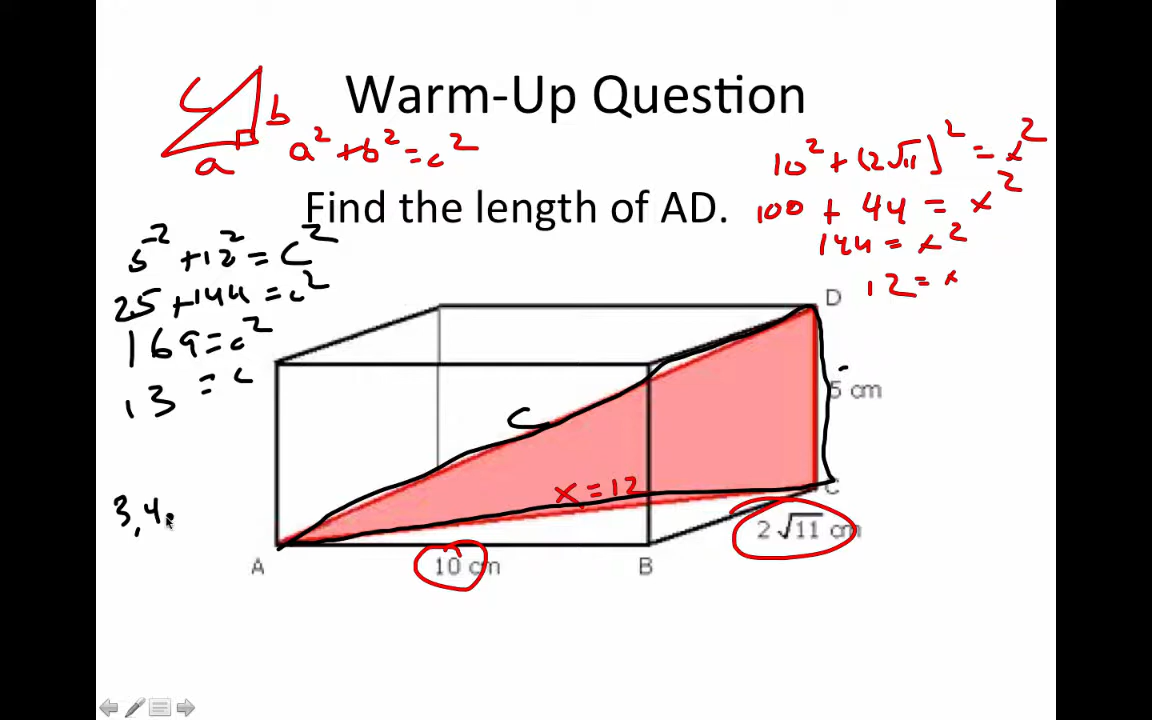 Warm-Up Question
c
b
a
a² + b² = c²
10² + (2√11)² = x²
100 + 44 = x²
144 = x²
12 = x
Find the length of AD.
5² + 12² = C²
25 + 144 = c²
169 = c²
13 = c
D
5 cm
C
x = 12
C
2√11 cm
3, 4,
A
10 cm
B